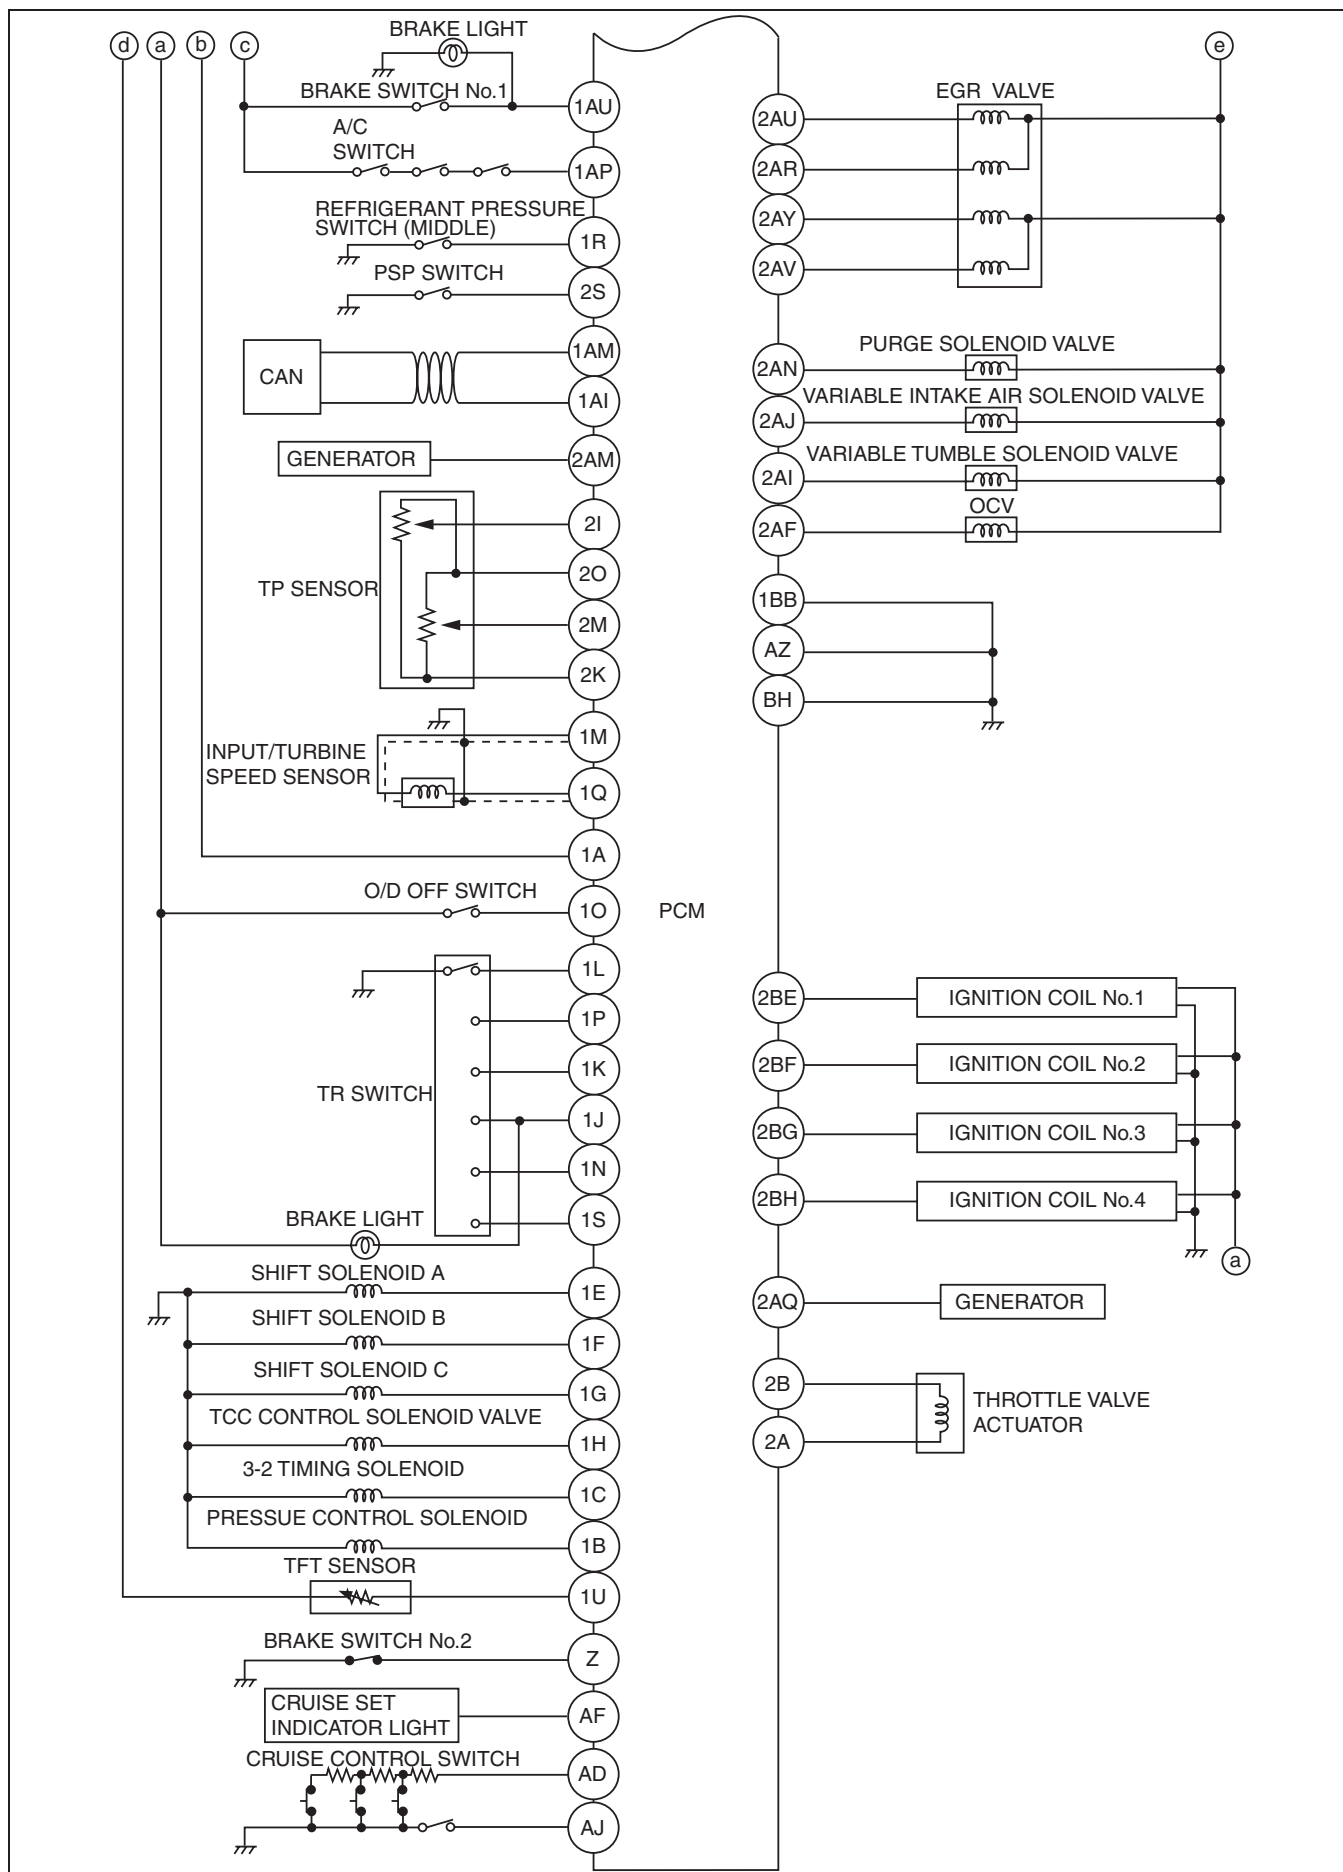 d a b c
BRAKE LIGHT
BRAKE SWITCH No.1
1AU
A/C
SWITCH
1AP
REFRIGERANT PRESSURE
SWITCH (MIDDLE)
1R
PSP SWITCH
2S
CAN
1AM
1AI
GENERATOR
2AM
TP SENSOR
2I
2O
2M
2K
INPUT/TURBINE
SPEED SENSOR
1M
1Q
1A
O/D OFF SWITCH
1O
TR SWITCH
1L
1P
1K
1J
1N
1S
BRAKE LIGHT
SHIFT SOLENOID A
1E
SHIFT SOLENOID B
1F
SHIFT SOLENOID C
1G
TCC CONTROL SOLENOID VALVE
1H
3-2 TIMING SOLENOID
1C
PRESSUE CONTROL SOLENOID
1B
TFT SENSOR
1U
BRAKE SWITCH No.2
Z
CRUISE SET
INDICATOR LIGHT
AF
CRUISE CONTROL SWITCH
AD
AJ
PCM
e
EGR VALVE
2AU
2AR
2AY
2AV
PURGE SOLENOID VALVE
2AN
VARIABLE INTAKE AIR SOLENOID VALVE
2AJ
VARIABLE TUMBLE SOLENOID VALVE
2AI
OCV
2AF
1BB
AZ
BH
2BE IGNITION COIL No.1
2BF IGNITION COIL No.2
2BG IGNITION COIL No.3
2BH IGNITION COIL No.4
a
2AQ GENERATOR
2B
2A
THROTTLE VALVE
ACTUATOR